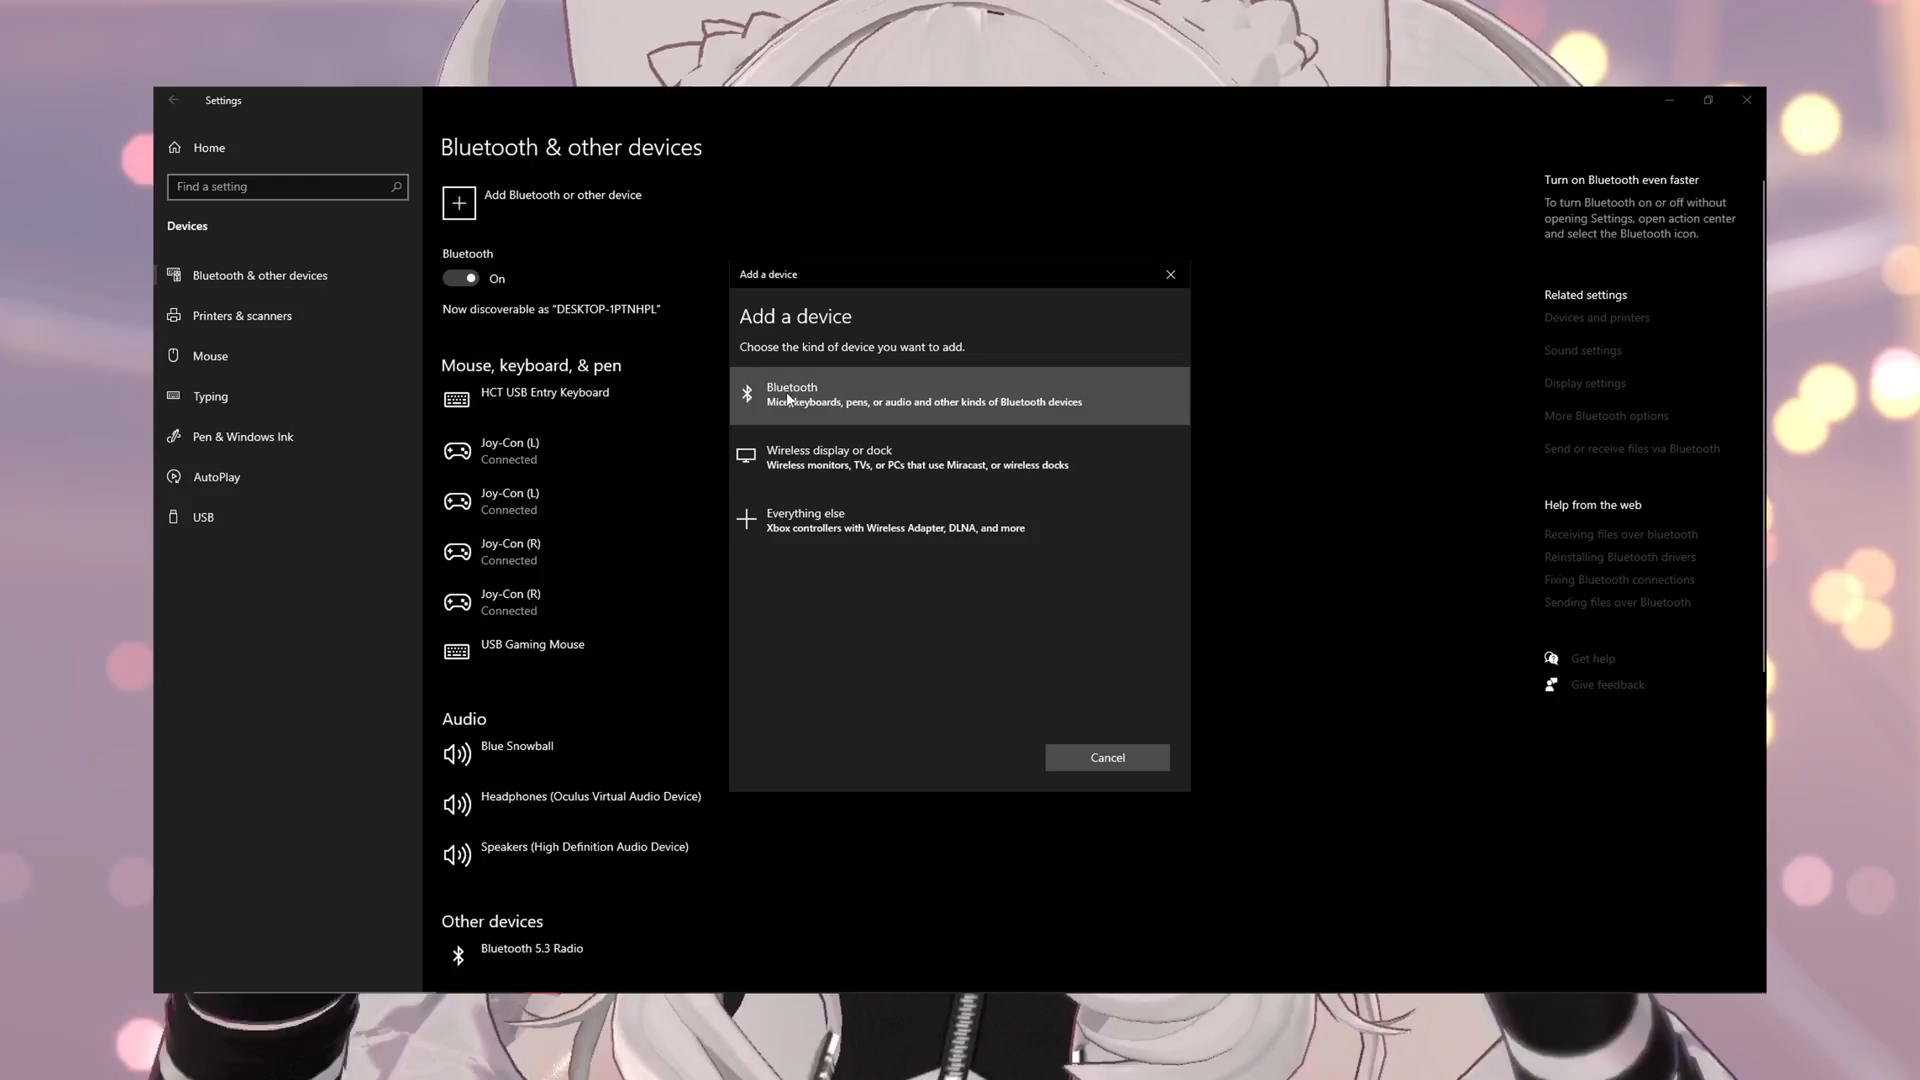 Settings
Home
Find a setting
Devices
Bluetooth & other devices
Printers & scanners
Mouse
Typing
Pen & Windows Ink
AutoPlay
USB
Bluetooth & other devices
Add Bluetooth or other device
Bluetooth
On
Now discoverable as “DESKTOP-1PTNHPL”
Mouse, keyboard, & pen
HCT USB Entry Keyboard
Joy-Con (L)
Connected
Joy-Con (L)
Connected
Joy-Con (R)
Connected
Joy-Con (R)
Connected
USB Gaming Mouse
Audio
Blue Snowball
Headphones (Oculus Virtual Audio Device)
Speakers (High Definition Audio Device)
Other devices
Bluetooth 5.3 Radio
Add a device
Add a device
Choose the kind of device you want to add.
Bluetooth
keyboards, pens, or audio and other kinds of Bluetooth devices
Wireless display or dock
Wireless monitors, TVs, or PCs that use Miracast, or wireless docks
Everything else
Xbox controllers with Wireless Adapter, DLNA, and more
Cancel
Turn on Bluetooth even faster
To turn Bluetooth on or off without
opening Settings, open action center
and select the Bluetooth icon.
Related settings
Devices and printers
Sound settings
Display settings
More Bluetooth options
Send or receive files via Bluetooth
Help from the web
Receiving files over bluetooth
Reinstalling Bluetooth drivers
Fixing Bluetooth connections
Sending files over Bluetooth
Get help
Give feedback